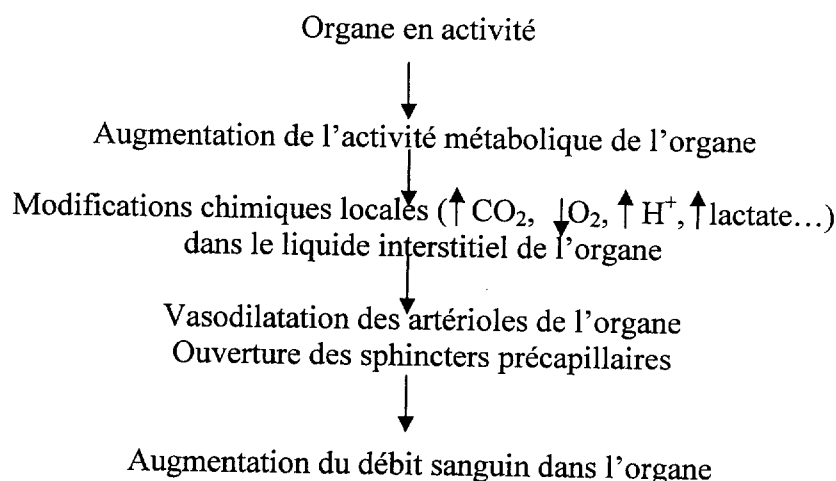 Organe en activité
Augmentation de l'activité métabolique de l'organe
Modifications chimiques locales (↑ CO₂, ↓O₂, ↑ H⁺, ↑lactate…)
dans le liquide interstitiel de l'organe
Vasodilatation des artérioles de l'organe
Ouverture des sphincters précapillaires
Augmentation du débit sanguin dans l'organe